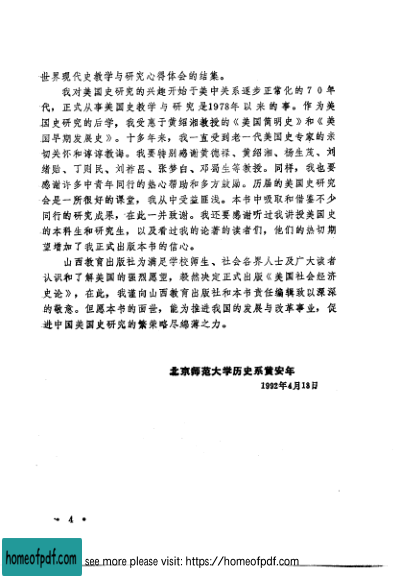 世界现代史教学与研究心得体会的结集。
我对美国史研究的兴趣开始于美中关系逐步正常化的70年
代，正式从事美国史教学与研究是1978年以来的事。作为美
国史研究的后学，我受惠于黄绍湘教授的《美国简明史》和《美
国早期发展史》。十多年来，我一直受到老一代美国史专家的亲
切关怀和谆谆教诲。我要特别感谢黄德禄、黄绍湘、杨生茂、刘
绪贻、丁则民、刘祚昌、张梦白、邓蜀生等教授。同样，我也要
感谢许多中青年同行的热心帮助和多方鼓励。历届的美国史研究
会是一所很好的课堂，我从中受益匪浅。本书中吸取和借鉴不少
同行的研究成果，在此一并致谢。我还要感谢听过我讲授美国史
的本科生和研究生，以及看过我的论著的读者们，他们的热切期
望增加了我正式出版本书的信心。
山西教育出版社为满足学校师生、社会各界人士及广大读者
认识和了解美国的强烈愿望，毅然决定正式出版《美国社会经济
史论》，在此，我谨向山西教育出版社和本书责任编辑致以深深
的敬意。但愿本书的面世，能为推进我国的发展与改革事业，促
进中国美国史研究的繁荣略尽绵薄之力。
北京师范大学历史系黄安年
1992年4月18日
• 4 •
homeofpdf.com
see more please visit: https://homeofpdf.com